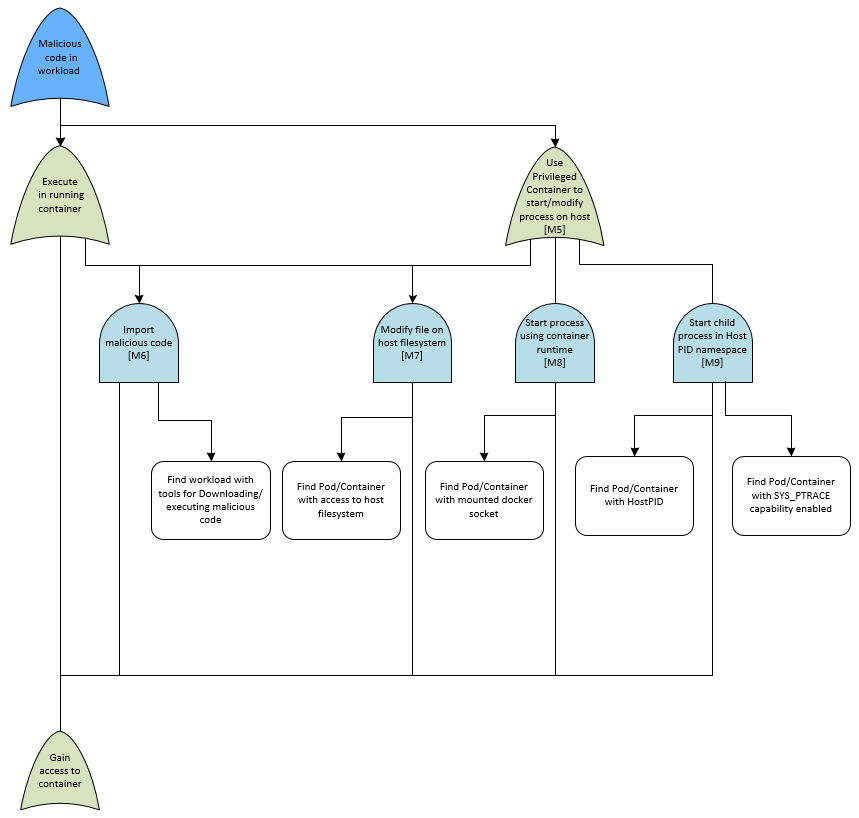 Malicious
code in
workload
Execute
in running
container
Use
Privileged
Container to
start/modify
process on host
[M5]
Import
malicious code]
[M6]
Modify file on
host filesystem]
[M7]
Start process
using container
runtime
[M8]
Start child
process in Host
PID namespace]
[M9]
Find workload with
tools for Downloading/
executing malicious
code
Find Pod/Container
with access to host
filesystem
Find Pod/Container
with mounted docker
socket
Find Pod/Container
with HostPID
Find Pod/Container
with SYS_PTRACE
capability enabled
Gain
access to
container